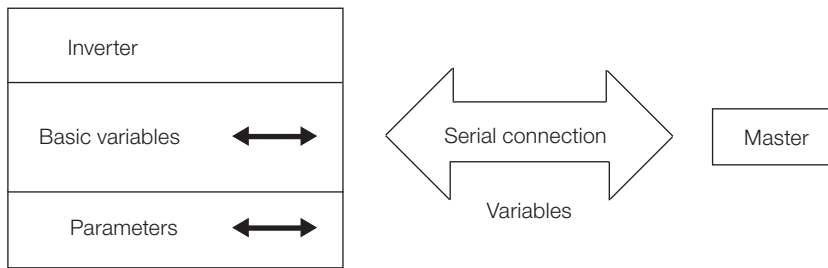 Inverter
Basic variables
Parameters
Serial connection
Variables
Master